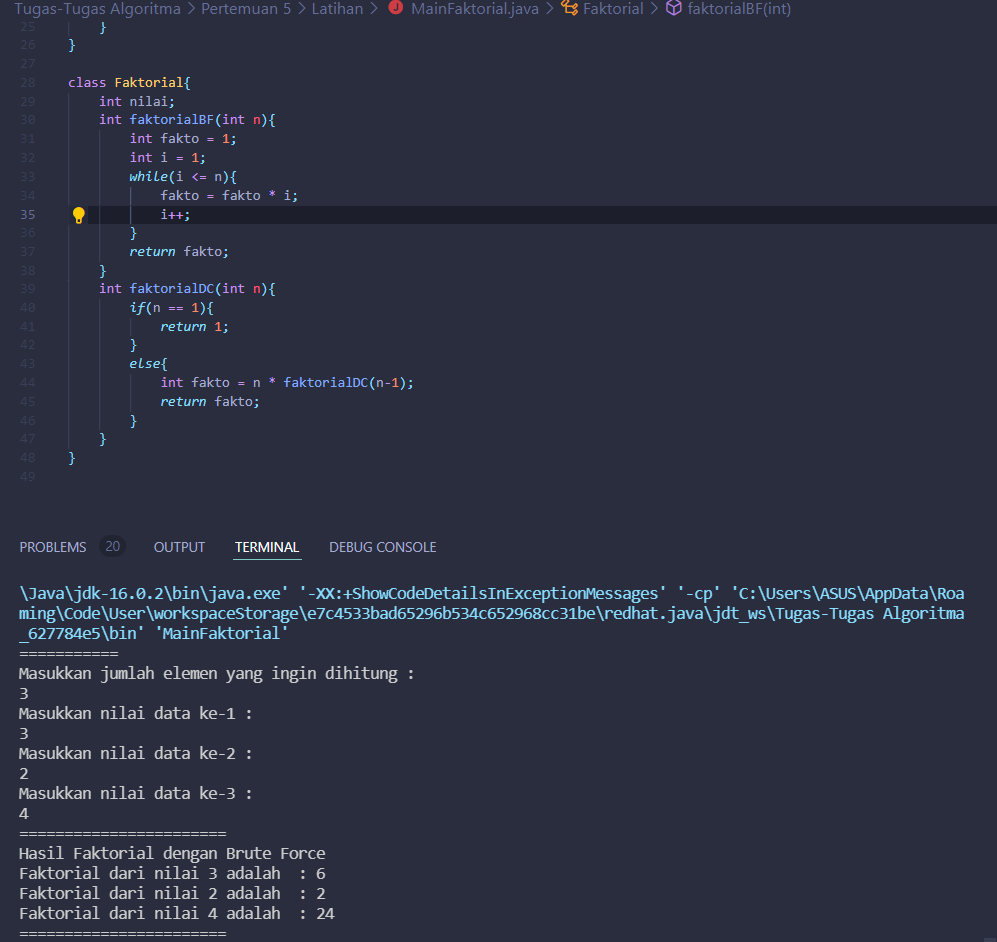 Tugas-Tugas Algoritma > Pertemuan 5 > Latihan > J MainFaktorial.java > Faktorial > faktorialBF(int)
25         }
26     }
27
28     class Faktorial{
29         int nilai;
30         int faktorialBF(int n){
31             int fakto = 1;
32             int i = 1;
33             while(i <= n){
34                 fakto = fakto * i;
35                 i++;
36             }
37             return fakto;
38         }
39         int faktorialDC(int n){
40             if(n == 1){
41                 return 1;
42             }
43             else{
44                 int fakto = n * faktorialDC(n-1);
45                 return fakto;
46             }
47         }
48     }
49
PROBLEMS 20 OUTPUT TERMINAL DEBUG CONSOLE
\Java\jdk-16.0.2\bin\java.exe' '-XX:+ShowCodeDetailsInExceptionMessages' '-cp' 'C:\Users\ASUS\AppData\Roa
ming\Code\User\workspaceStorage\e7c4533bad65296b534c652968cc31be\redhat.java\jdt_ws\Tugas-Tugas Algoritma
_627784e5\bin' 'MainFaktorial'
===========
Masukkan jumlah elemen yang ingin dihitung :
3
Masukkan nilai data ke-1 :
3
Masukkan nilai data ke-2 :
2
Masukkan nilai data ke-3 :
4
=======================
Hasil Faktorial dengan Brute Force
Faktorial dari nilai 3 adalah  : 6
Faktorial dari nilai 2 adalah  : 2
Faktorial dari nilai 4 adalah  : 24
=======================